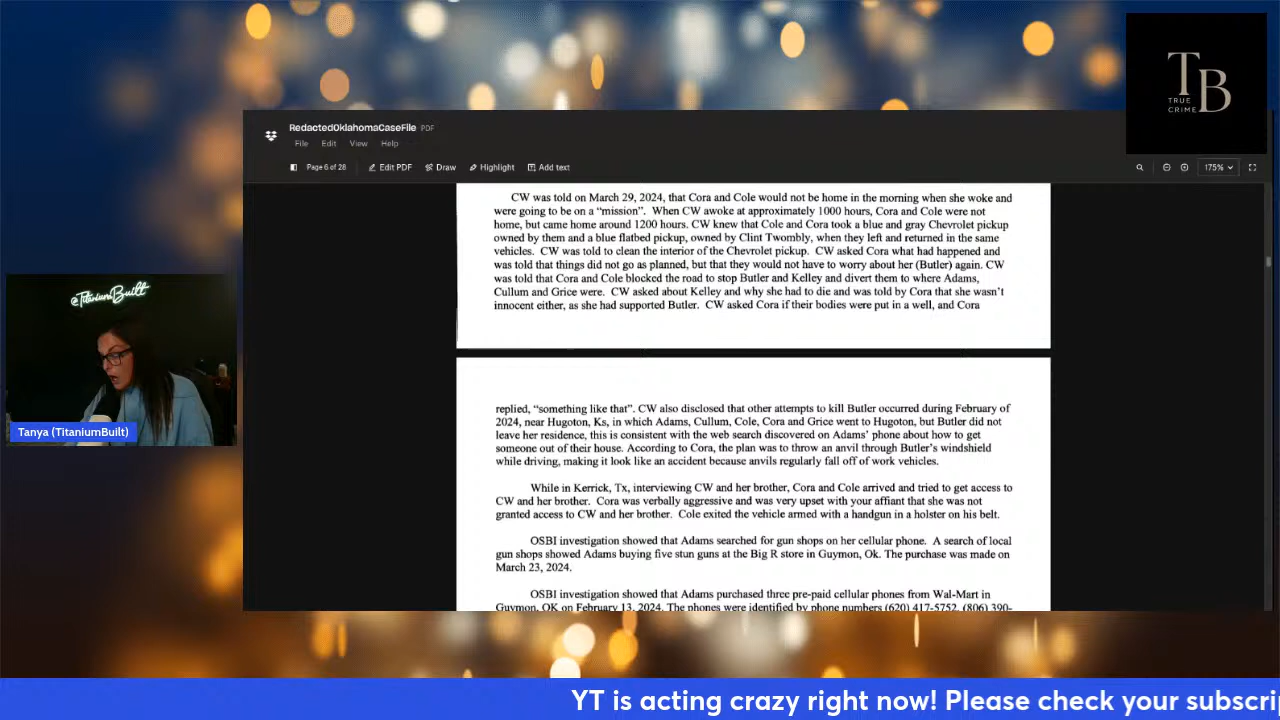 TB
TRUE
CRIME
RedactedOklahomaCaseFile PDF
File Edit View Help
Page 6 of 28 Edit PDF Draw Highlight Add text 175%
CW was told on March 29, 2024, that Cora and Cole would not be home in the morning when she woke and
were going to be on a “mission”. When CW awoke at approximately 1000 hours, Cora and Cole were not
home, but came home around 1200 hours. CW knew that Cole and Cora took a blue and gray Chevrolet pickup
owned by them and a blue flatbed pickup, owned by Clint Twombly, when they left and returned in the same
vehicles. CW was told to clean the interior of the Chevrolet pickup. CW asked Cora what had happened and
was told that things did not go as planned, but that they would not have to worry about her (Butler) again. CW
was told that Cora and Cole blocked the road to stop Butler and Kelley and divert them to where Adams,
Cullum and Grice were. CW asked about Kelley and why she had to die and was told by Cora that she wasn’t
innocent either, as she had supported Butler. CW asked Cora if their bodies were put in a well, and Cora
replied, “something like that”. CW also disclosed that other attempts to kill Butler occurred during February of
2024, near Hugoton, Ks, in which Adams, Cullum, Cole, Cora and Grice went to Hugoton, but Butler did not
leave her residence, this is consistent with the web search discovered on Adams’ phone about how to get
someone out of their house. According to Cora, the plan was to throw an anvil through Butler’s windshield
while driving, making it look like an accident because anvils regularly fall off of work vehicles.
While in Kerrick, Tx, interviewing CW and her brother, Cora and Cole arrived and tried to get access to
CW and her brother. Cora was verbally aggressive and was very upset with your affiant that she was not
granted access to CW and her brother. Cole exited the vehicle armed with a handgun in a holster on his belt.
OSBI investigation showed that Adams searched for gun shops on her cellular phone. A search of local
gun shops showed Adams buying five stun guns at the Big R store in Guymon, Ok. The purchase was made on
March 23, 2024.
OSBI investigation showed that Adams purchased three pre-paid cellular phones from Wal-Mart in
Guymon, OK on February 13, 2024. The phones were identified by phone numbers (620) 417-5752, (806) 390-
@TitaniumBuilt
Tanya (TitaniumBuilt)
YT is acting crazy right now! Please check your subscri